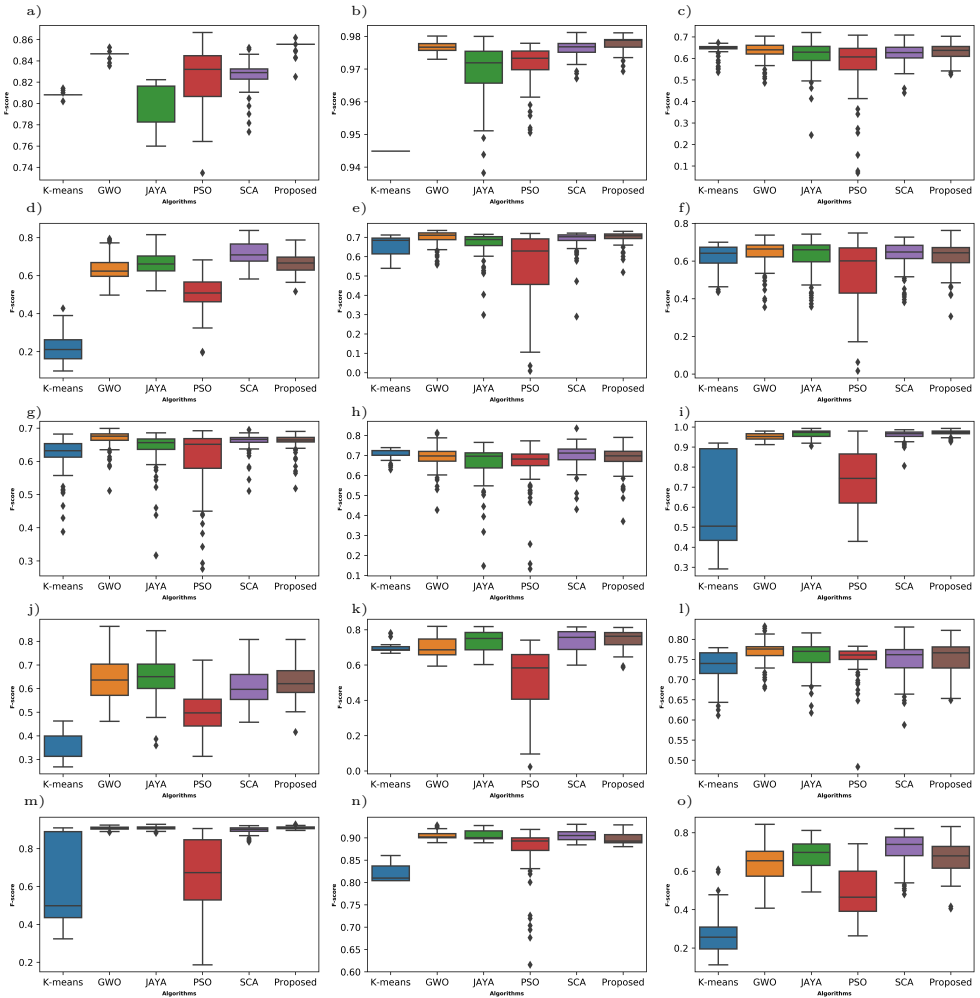 a) b) c)
0.86 0.84 0.82 0.80 0.78 0.76 0.74
F-score
K-means GWO JAYA PSO SCA Proposed
Algorithms
0.98 0.97 0.96 0.95 0.94
F-score
K-means GWO JAYA PSO SCA Proposed
Algorithms
0.7 0.6 0.5 0.4 0.3 0.2 0.1
F-score
K-means GWO JAYA PSO SCA Proposed
Algorithms
d) e) f)
0.8 0.6 0.4 0.2
F-score
K-means GWO JAYA PSO SCA Proposed
Algorithms
0.7 0.6 0.5 0.4 0.3 0.2 0.1 0.0
F-score
K-means GWO JAYA PSO SCA Proposed
Algorithms
0.8 0.6 0.4 0.2 0.0
F-score
K-means GWO JAYA PSO SCA Proposed
Algorithms
g) h) i)
0.7 0.6 0.5 0.4 0.3
F-score
K-means GWO JAYA PSO SCA Proposed
Algorithms
0.8 0.7 0.6 0.5 0.4 0.3 0.2 0.1
F-score
K-means GWO JAYA PSO SCA Proposed
Algorithms
1.0 0.9 0.8 0.7 0.6 0.5 0.4 0.3
F-score
K-means GWO JAYA PSO SCA Proposed
Algorithms
j) k) l)
0.8 0.7 0.6 0.5 0.4 0.3
F-score
K-means GWO JAYA PSO SCA Proposed
Algorithms
0.8 0.6 0.4 0.2 0.0
F-score
K-means GWO JAYA PSO SCA Proposed
Algorithms
0.80 0.75 0.70 0.65 0.60 0.55 0.50
F-score
K-means GWO JAYA PSO SCA Proposed
Algorithms
m) n) o)
0.8 0.6 0.4 0.2
F-score
K-means GWO JAYA PSO SCA Proposed
Algorithms
0.90 0.85 0.80 0.75 0.70 0.65 0.60
F-score
K-means GWO JAYA PSO SCA Proposed
Algorithms
0.8 0.6 0.4 0.2
F-score
K-means GWO JAYA PSO SCA Proposed
Algorithms